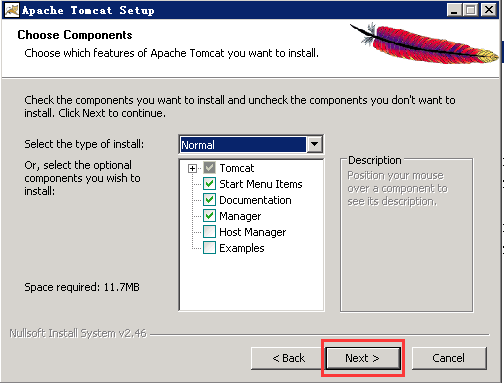 Apache Tomcat Setup
Choose Components
Choose which features of Apache Tomcat you want to install.
Check the components you want to install and uncheck the components you don't want to
install. Click Next to continue.
Select the type of install:
Normal
Or, select the optional
components you wish to
install:
Tomcat
Start Menu Items
Documentation
Manager
Host Manager
Examples
Description
Position your mouse
over a component to
see its description.
Space required: 11.7MB
Nullsoft Install System v2.46
< Back
Next >
Cancel